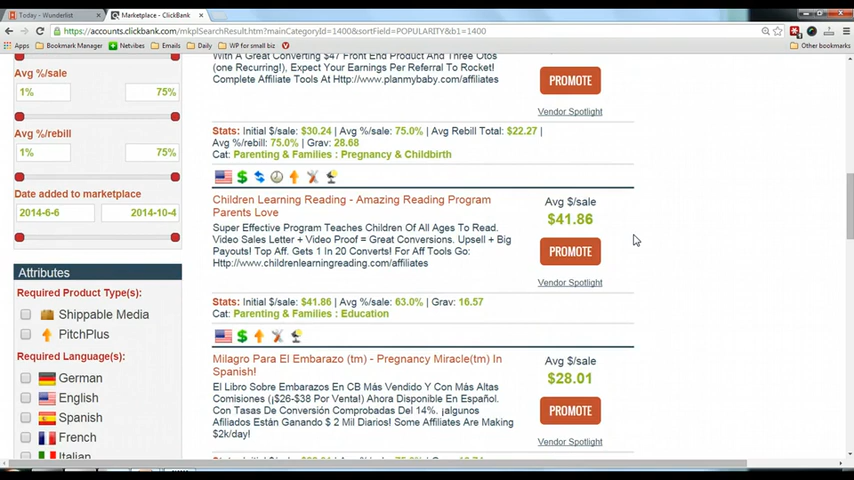 Today - Wunderlist
Marketplace - ClickBank
https://accounts.clickbank.com/mkplSearchResult.htm?mainCategoryId=1400&sortField=POPULARITY&b1=1400
Apps Bookmark Manager Netvibes Emails Daily WP for small biz Other bookmarks
Avg %/sale
1% 75%
Avg %/rebill
1% 75%
Date added to marketplace
2014-6-6 2014-10-4
Attributes
Required Product Type(s):
Shippable Media
PitchPlus
Required Language(s):
German
English
Spanish
French
Italian
With A Great Converting $47 Front End Product And Three Otos
(one Recurring!), Expect Your Earnings Per Referral To Rocket!
Complete Affiliate Tools At Http://www.planmybaby.com/affiliates
PROMOTE
Vendor Spotlight
Stats: Initial $/sale: $30.24 | Avg %/sale: 75.0% | Avg Rebill Total: $22.27 |
Avg %/rebill: 75.0% | Grav: 28.68
Cat: Parenting & Families : Pregnancy & Childbirth
Children Learning Reading - Amazing Reading Program
Parents Love
Super Effective Program Teaches Children Of All Ages To Read.
Video Sales Letter + Video Proof = Great Conversions. Upsell + Big
Payouts! Top Aff. Gets 1 In 20 Converts! For Aff Tools Go:
Http://www.childrenlearningreading.com/affiliates
Avg $/sale
$41.86
PROMOTE
Vendor Spotlight
Stats: Initial $/sale: $41.86 | Avg %/sale: 63.0% | Grav: 16.57
Cat: Parenting & Families : Education
Milagro Para El Embarazo (tm) - Pregnancy Miracle(tm) In
Spanish!
El Libro Sobre Embarazos En CB Más Vendido Y Con Más Altas
Comisiones (¡$26-$38 Por Venta!) Ahora Disponible En Español.
Con Tasas De Conversión Comprobadas Del 14%. ¡algunos
Afiliados Están Ganando $ 2 Mil Diarios! Some Affiliates Are Making
$2k/day!
Avg $/sale
$28.01
PROMOTE
Vendor Spotlight